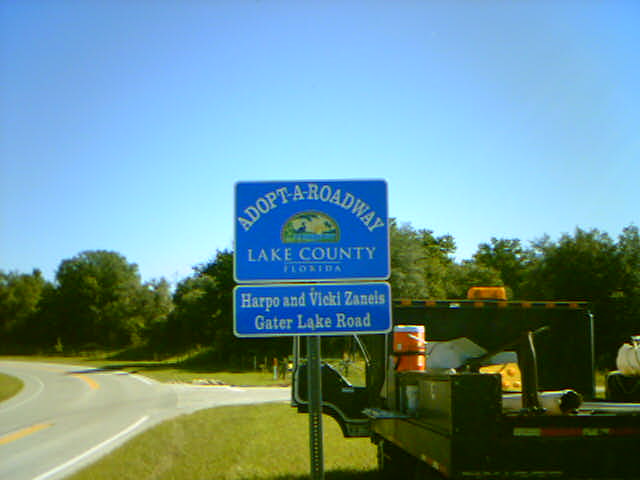 ADOPT-A-ROADWAY
LAKE COUNTY
FLORIDA
Harpo and Vicki Zaneis
Gater Lake Road